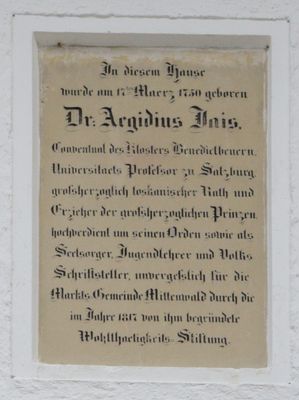 In diesem Hause
wurde am 17ten Maerz 1750 geboren
Dr. Aegidius Jais.
Conventual des Klosters Benedictbeuern,
Universitaets Professor zu Salzburg,
großherzoglich toskanischer Rath und
Erzieher der großherzoglichen Prinzen,
hochverdient um seinen Orden sowie als
Seelsorger, Jugendlehrer und Volks-
Schriftsteller, unvergeßlich für die
Markts Gemeinde Mittenwald durch die
im Jahre 1817 von ihm begründete
Wohlthaetigkeits-Stiftung.